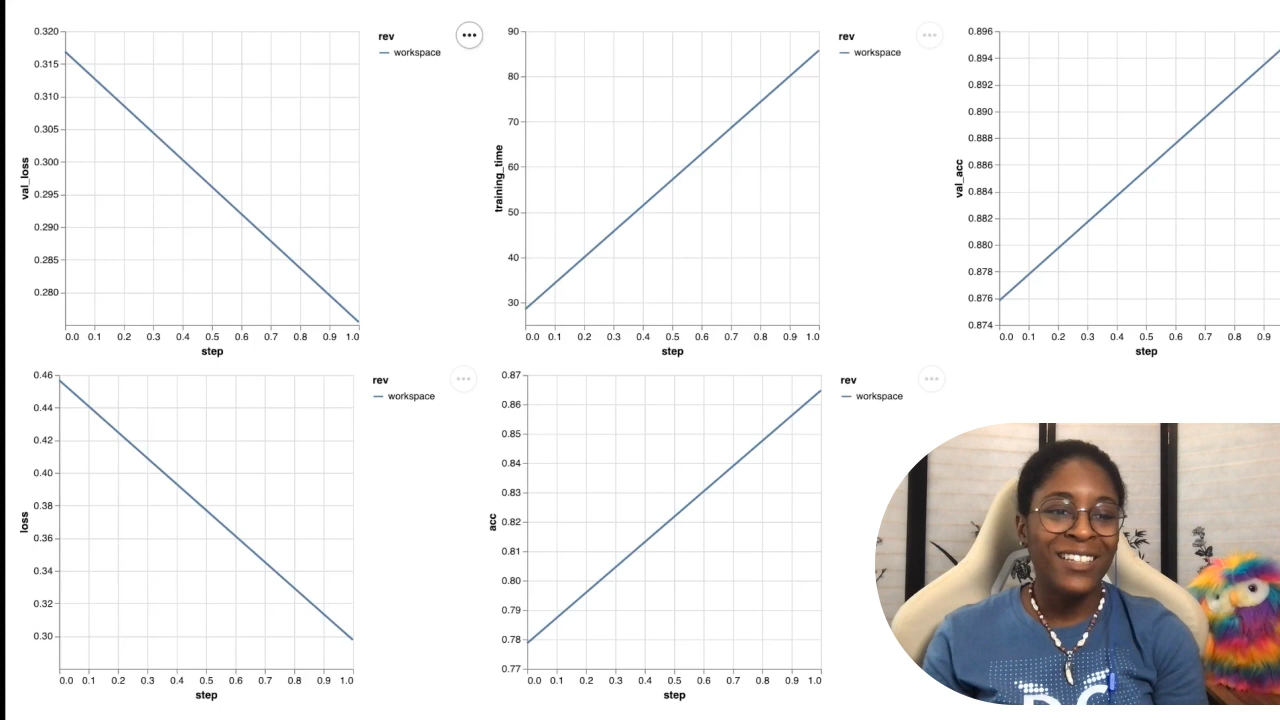 val_loss
0.320
0.315
0.310
0.305
0.300
0.295
0.290
0.285
0.280
0.0 0.1 0.2 0.3 0.4 0.5 0.6 0.7 0.8 0.9 1.0
step
rev
workspace
training_time
90
80
70
60
50
40
30
0.0 0.1 0.2 0.3 0.4 0.5 0.6 0.7 0.8 0.9 1.0
step
rev
workspace
val_acc
0.896
0.894
0.892
0.890
0.888
0.886
0.884
0.882
0.880
0.878
0.876
0.874
0.0 0.1 0.2 0.3 0.4 0.5 0.6 0.7 0.8 0.9
step
loss
0.46
0.44
0.42
0.40
0.38
0.36
0.34
0.32
0.30
0.0 0.1 0.2 0.3 0.4 0.5 0.6 0.7 0.8 0.9 1.0
step
rev
workspace
acc
0.87
0.86
0.85
0.84
0.83
0.82
0.81
0.80
0.79
0.78
0.77
0.0 0.1 0.2 0.3 0.4 0.5 0.6 0.7 0.8 0.9 1.0
step
rev
workspace